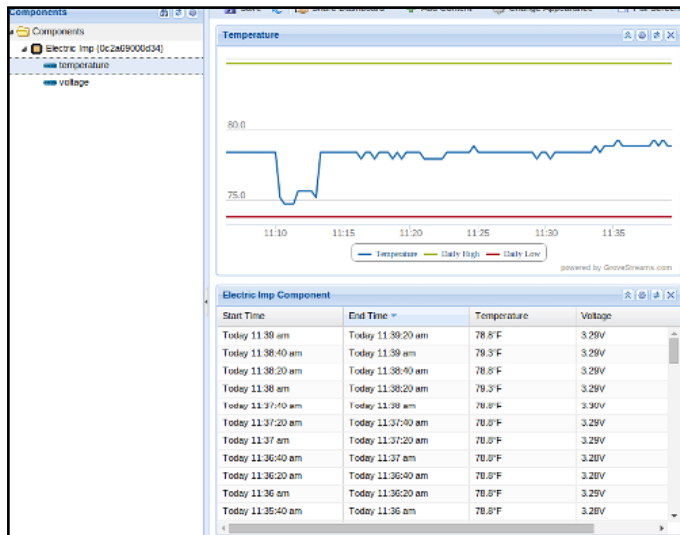 Components
Save Share Dashboard Add Content Change Appearance Full Screen
Components
Electric Imp (0c2a69000d34)
temperature
voltage
Temperature
80.0
75.0
11:10 11:15 11:20 11:25 11:30 11:35
Temperature Daily High Daily Low
powered by GroveStreams.com
Electric Imp Component
Start Time End Time Temperature Voltage
Today 11:39 am Today 11:39:20 am 78.8°F 3.29V
Today 11:38:40 am Today 11:39 am 79.3°F 3.29V
Today 11:38:20 am Today 11:38:40 am 78.8°F 3.29V
Today 11:38 am Today 11:38:20 am 79.3°F 3.29V
Today 11:37:40 am Today 11:38 am 78.8°F 3.30V
Today 11:37:20 am Today 11:37:40 am 78.8°F 3.29V
Today 11:37 am Today 11:37:20 am 78.8°F 3.29V
Today 11:36:40 am Today 11:37 am 78.8°F 3.28V
Today 11:36:20 am Today 11:36:40 am 78.8°F 3.28V
Today 11:36 am Today 11:36:20 am 78.8°F 3.29V
Today 11:35:40 am Today 11:36 am 78.8°F 3.28V